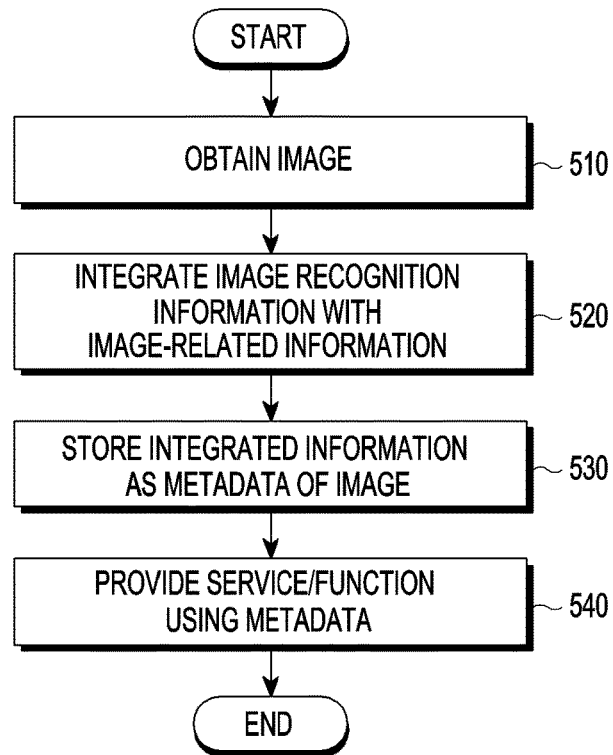 START
OBTAIN IMAGE
510
INTEGRATE IMAGE RECOGNITION
INFORMATION WITH
IMAGE-RELATED INFORMATION
520
STORE INTEGRATED INFORMATION
AS METADATA OF IMAGE
530
PROVIDE SERVICE/FUNCTION
USING METADATA
540
END